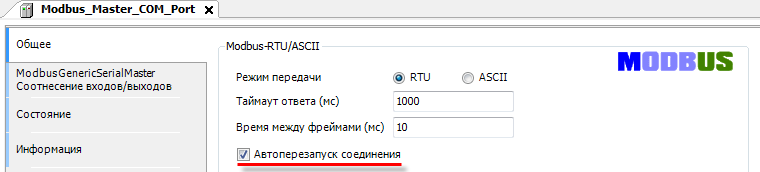 Modbus_Master_COM_Port
Общее
ModbusGenericSerialMaster
Соотнесение входов/выходов
Состояние
Информация
Modbus-RTU/ASCII
MODBUS
Режим передачи
RTU
ASCII
Таймаут ответа (мс)
1000
Время между фреймами (мс)
10
Автоперезапуск соединения